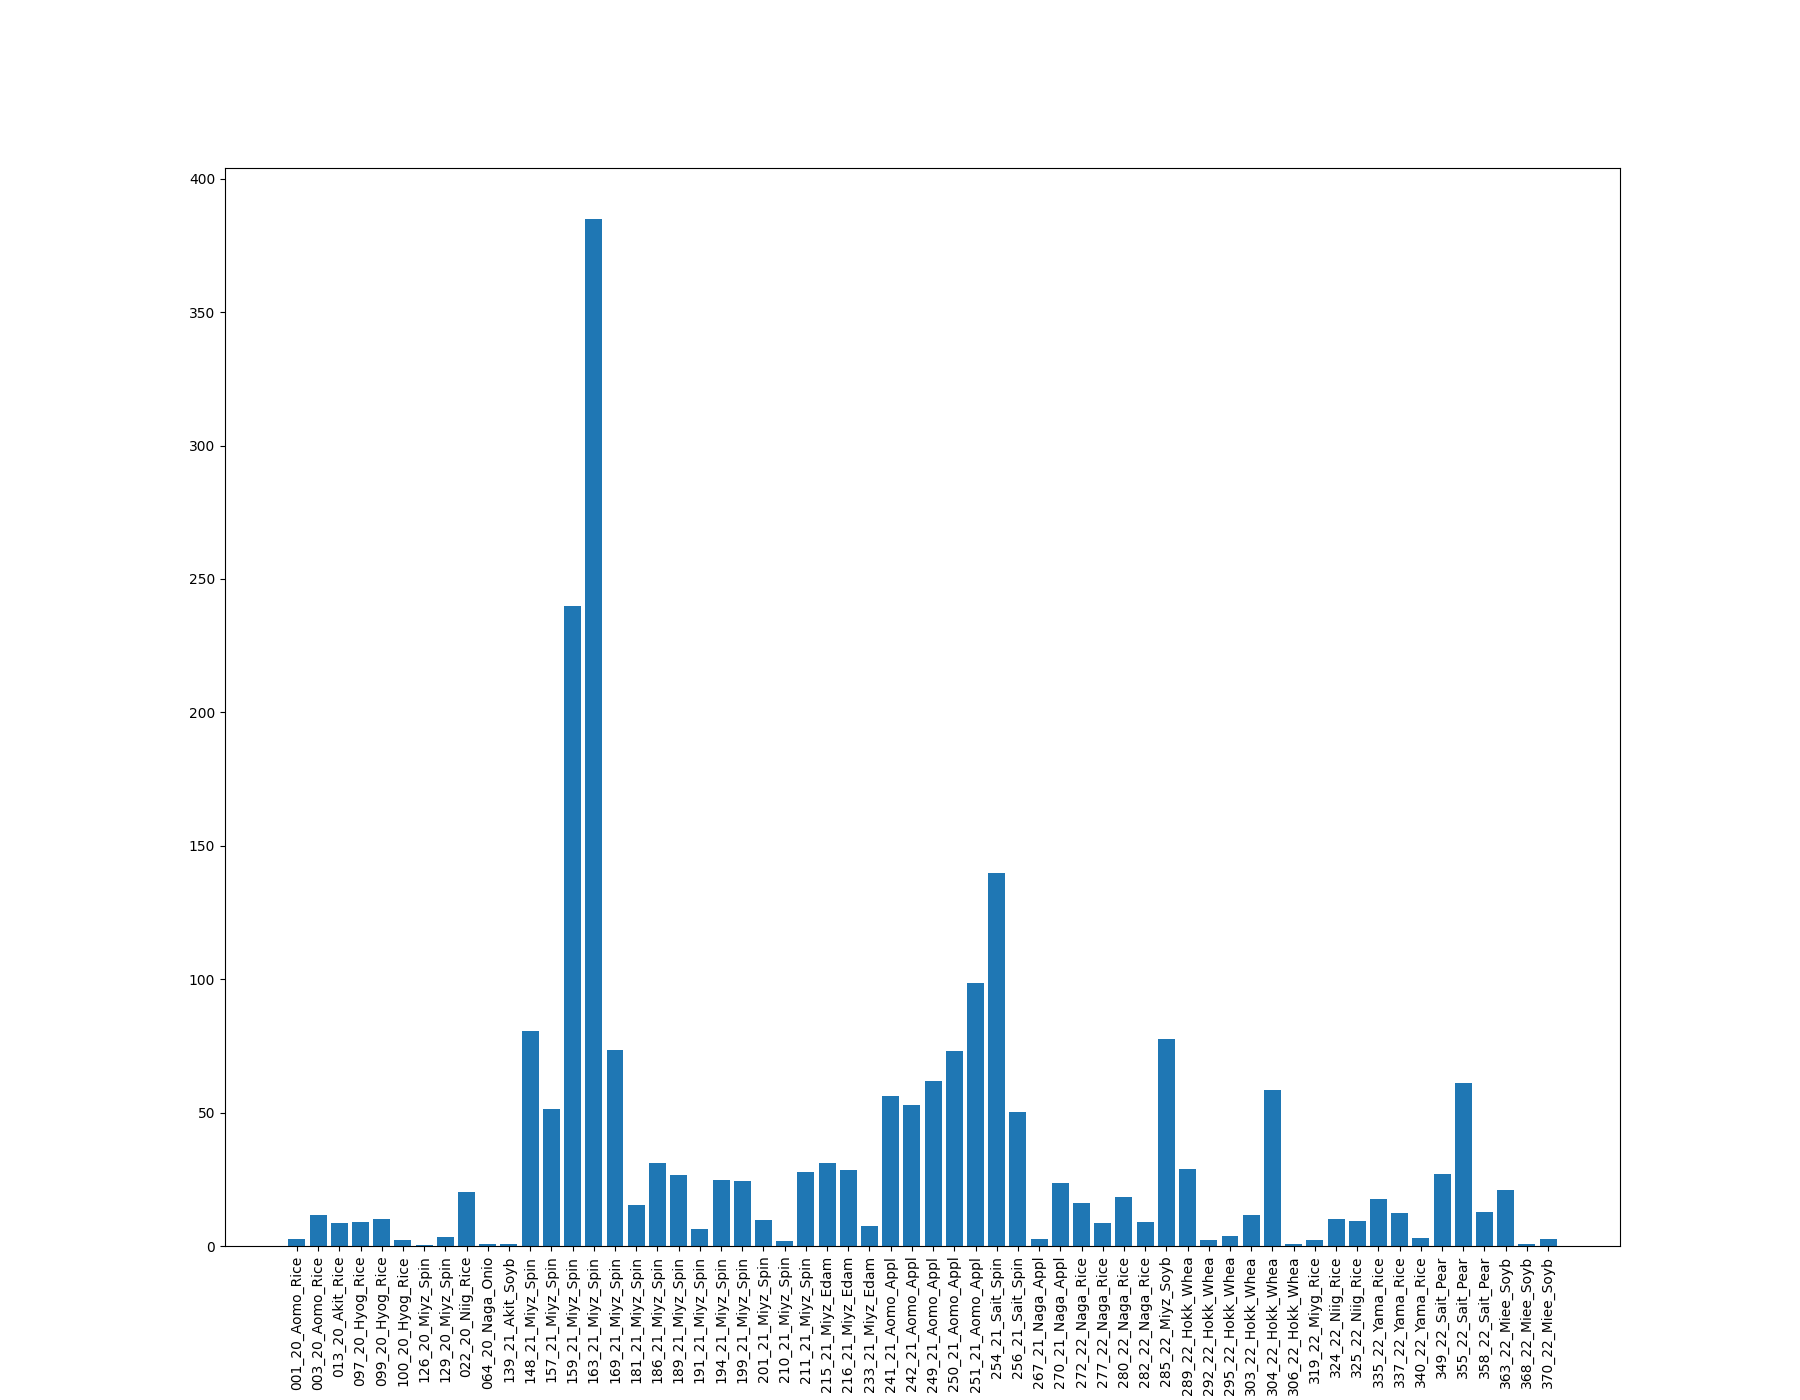 400
350
300
250
200
150
100
50
0
001_20_Aomo_Rice
003_20_Aomo_Rice
013_20_Akit_Rice
097_20_Hyog_Rice
099_20_Hyog_Rice
100_20_Hyog_Rice
126_20_Miyz_Spin
129_20_Miyz_Spin
022_20_Niig_Rice
064_20_Naga_Onio
139_21_Akit_Soyb
148_21_Miyz_Spin
157_21_Miyz_Spin
159_21_Miyz_Spin
163_21_Miyz_Spin
169_21_Miyz_Spin
181_21_Miyz_Spin
186_21_Miyz_Spin
189_21_Miyz_Spin
191_21_Miyz_Spin
194_21_Miyz_Spin
199_21_Miyz_Spin
201_21_Miyz_Spin
210_21_Miyz_Spin
211_21_Miyz_Spin
215_21_Miyz_Edam
216_21_Miyz_Edam
233_21_Miyz_Edam
241_21_Aomo_Appl
242_21_Aomo_Appl
249_21_Aomo_Appl
250_21_Aomo_Appl
251_21_Aomo_Appl
254_21_Sait_Spin
256_21_Sait_Spin
267_21_Naga_Appl
270_21_Naga_Appl
272_22_Naga_Rice
277_22_Naga_Rice
280_22_Naga_Rice
282_22_Naga_Rice
285_22_Miyz_Soyb
289_22_Hokk_Whea
292_22_Hokk_Whea
295_22_Hokk_Whea
303_22_Hokk_Whea
304_22_Hokk_Whea
306_22_Hokk_Whea
319_22_Miyg_Rice
324_22_Niig_Rice
325_22_Niig_Rice
335_22_Yama_Rice
337_22_Yama_Rice
340_22_Yama_Rice
349_22_Sait_Pear
355_22_Sait_Pear
358_22_Sait_Pear
363_22_Miee_Soyb
368_22_Miee_Soyb
370_22_Miee_Soyb